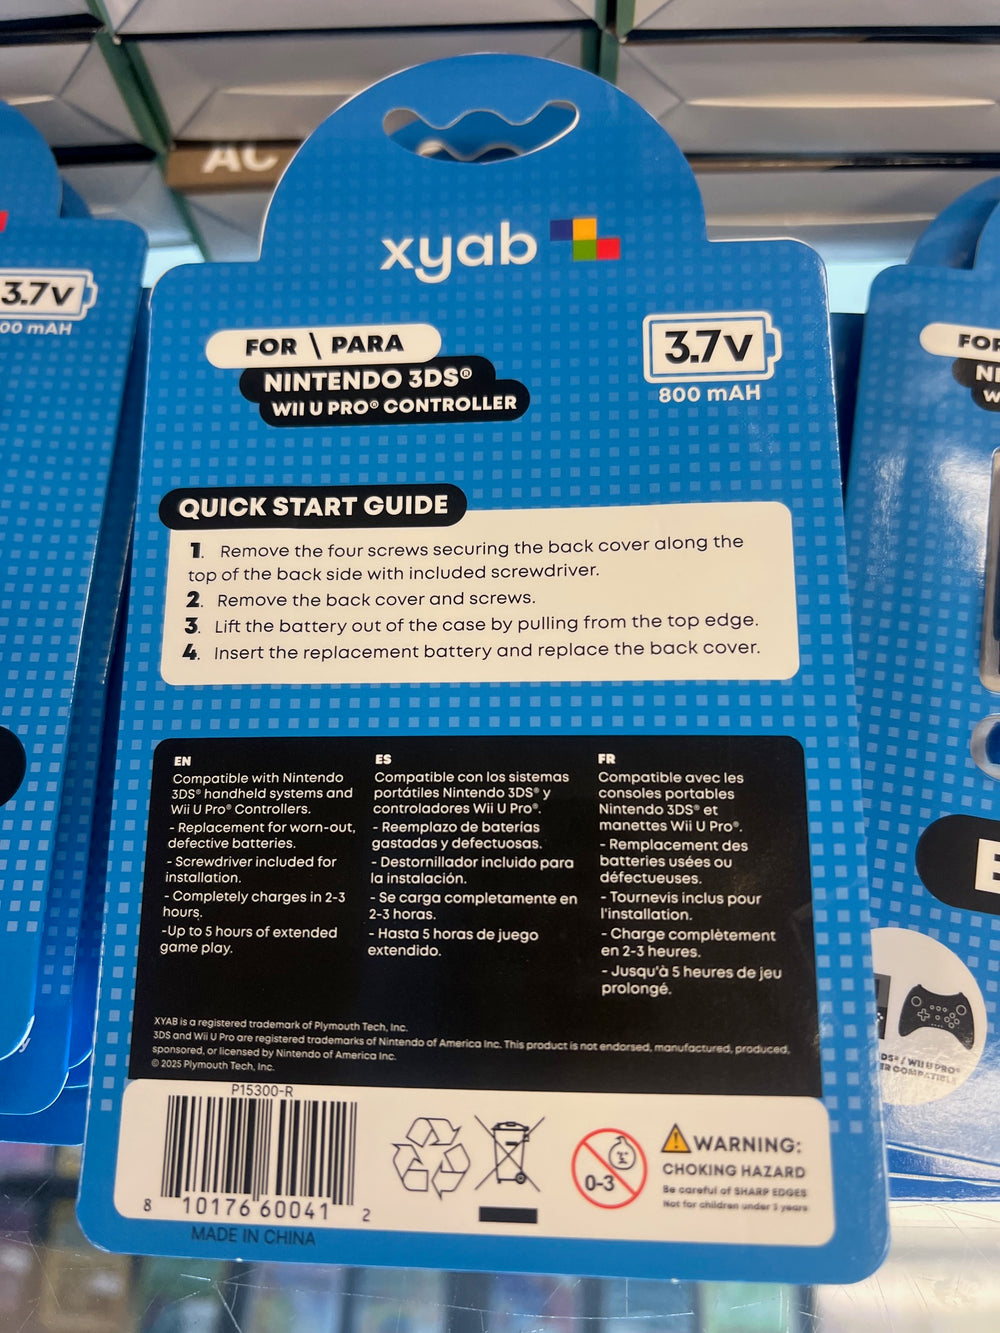 AC
xyab
3.7V
00 mAH
FOR \ PARA
NINTENDO 3DS®
WII U PRO® CONTROLLER
3.7V
800 mAH
QUICK START GUIDE
1. Remove the four screws securing the back cover along the
top of the back side with included screwdriver.
2. Remove the back cover and screws.
3. Lift the battery out of the case by pulling from the top edge.
4. Insert the replacement battery and replace the back cover.
EN
Compatible with Nintendo
3DS® handheld systems and
Wii U Pro® Controllers.
- Replacement for worn-out,
defective batteries.
- Screwdriver included for
installation.
- Completely charges in 2-3
hours.
-Up to 5 hours of extended
game play.
ES
Compatible con los sistemas
portátiles Nintendo 3DS® y
controladores Wii U Pro®.
- Reemplazo de baterías
gastadas y defectuosas.
- Destornillador incluido para
la instalación.
- Se carga completamente en
2-3 horas.
- Hasta 5 horas de juego
extendido.
FR
Compatible avec les
consoles portables
Nintendo 3DS® et
manettes Wii U Pro®.
- Remplacement des
batteries usées ou
défectueuses.
- Tournevis inclus pour
l'installation.
- Charge complètement
en 2-3 heures.
- Jusqu'à 5 heures de jeu
prolongé.
XYAB is a registered trademark of Plymouth Tech, Inc.
3DS and Wii U Pro are registered trademarks of Nintendo of America Inc. This product is not endorsed, manufactured, produced,
sponsored, or licensed by Nintendo of America Inc.
© 2025 Plymouth Tech, Inc.
P15300-R
8 10176 60041 2
MADE IN CHINA
0-3
WARNING:
CHOKING HAZARD
Be careful of SHARP EDGES
Not for children under 3 years
FOR
NI
W
DS® / WII U PRO®
ER COMPATIBLE